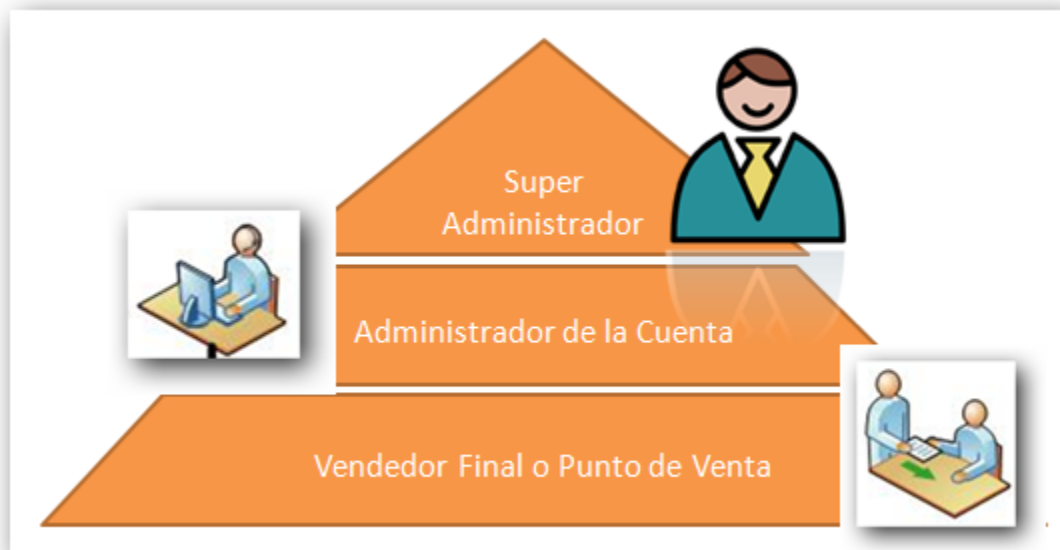 Super
Administrador
Administrador de la Cuenta
Vendedor Final o Punto de Venta